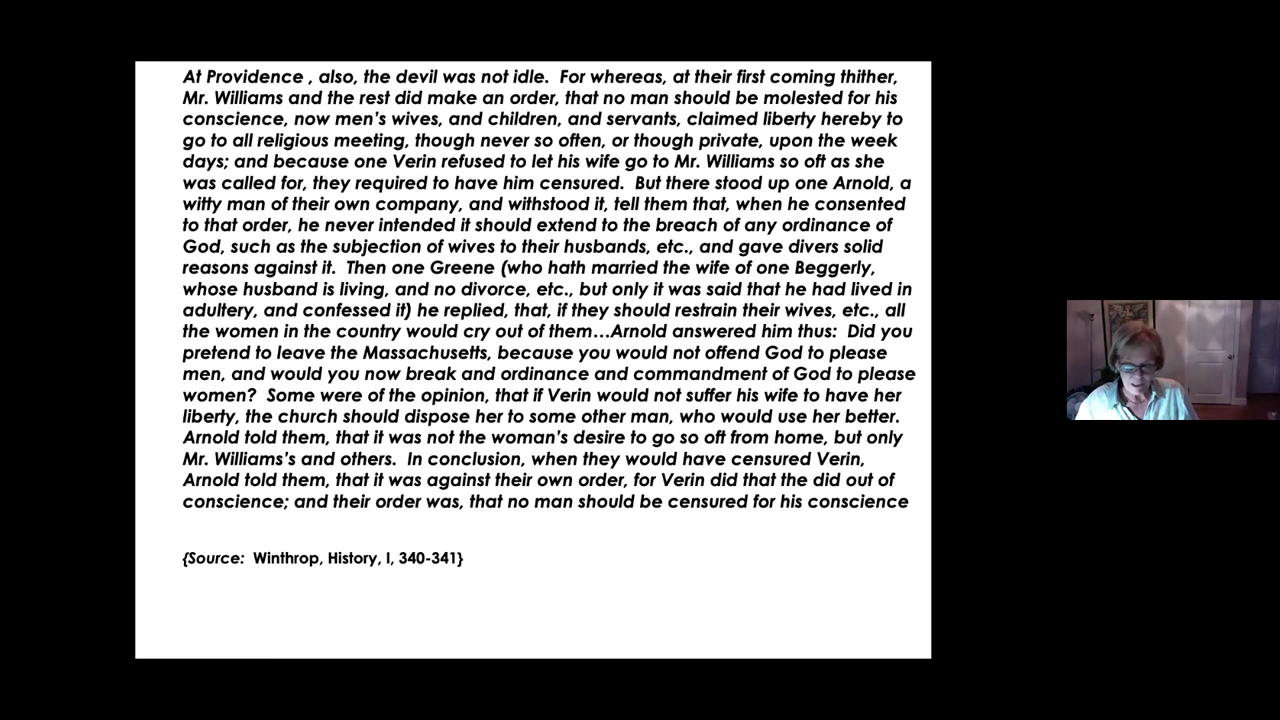 At Providence , also, the devil was not idle.  For whereas, at their first coming thither,
Mr. Williams and the rest did make an order, that no man should be molested for his
conscience, now men's wives, and children, and servants, claimed liberty hereby to
go to all religious meeting, though never so often, or though private, upon the week
days; and because one Verin refused to let his wife go to Mr. Williams so oft as she
was called for, they required to have him censured.  But there stood up one Arnold, a
witty man of their own company, and withstood it, tell them that, when he consented
to that order, he never intended it should extend to the breach of any ordinance of
God, such as the subjection of wives to their husbands, etc., and gave divers solid
reasons against it.  Then one Greene (who hath married the wife of one Beggerly,
whose husband is living, and no divorce, etc., but only it was said that he had lived in
adultery, and confessed it) he replied, that, if they should restrain their wives, etc., all
the women in the country would cry out of them…Arnold answered him thus:  Did you
pretend to leave the Massachusetts, because you would not offend God to please
men, and would you now break and ordinance and commandment of God to please
women?  Some were of the opinion, that if Verin would not suffer his wife to have her
liberty, the church should dispose her to some other man, who would use her better.
Arnold told them, that it was not the woman's desire to go so oft from home, but only
Mr. Williams's and others.  In conclusion, when they would have censured Verin,
Arnold told them, that it was against their own order, for Verin did that the did out of
conscience; and their order was, that no man should be censured for his conscience
{Source:  Winthrop, History, I, 340-341}